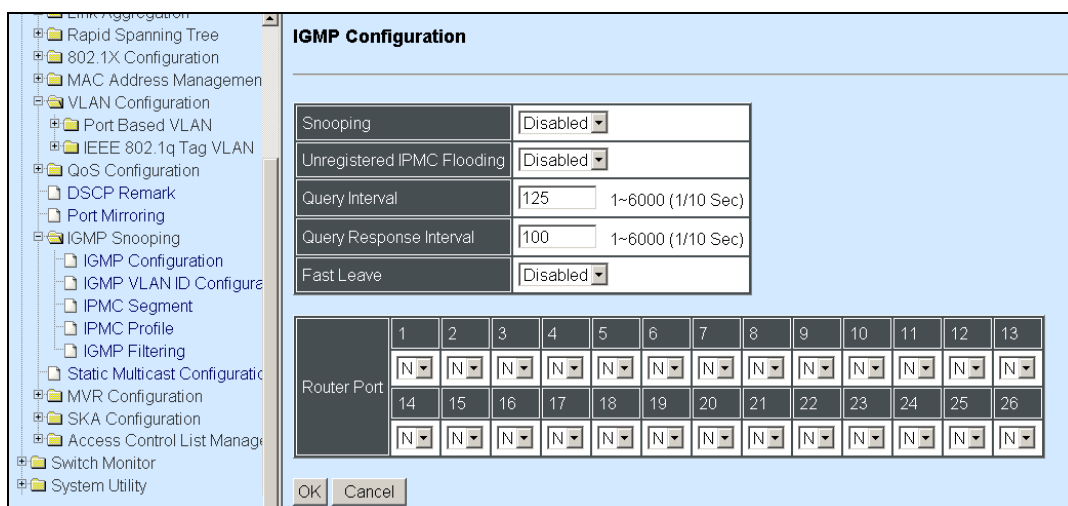 Link Aggregation
Rapid Spanning Tree
802.1X Configuration
MAC Address Managemen
VLAN Configuration
Port Based VLAN
IEEE 802.1q Tag VLAN
QoS Configuration
DSCP Remark
Port Mirroring
IGMP Snooping
IGMP Configuration
IGMP VLAN ID Configura
IPMC Segment
IPMC Profile
IGMP Filtering
Static Multicast Configuratio
MVR Configuration
SKA Configuration
Access Control List Manage
Switch Monitor
System Utility
IGMP Configuration
Snooping Disabled
Unregistered IPMC Flooding Disabled
Query Interval 125 1~6000 (1/10 Sec)
Query Response Interval 100 1~6000 (1/10 Sec)
Fast Leave Disabled
Router Port
1 2 3 4 5 6 7 8 9 10 11 12 13
N N N N N N N N N N N N N
14 15 16 17 18 19 20 21 22 23 24 25 26
N N N N N N N N N N N N N
OK Cancel